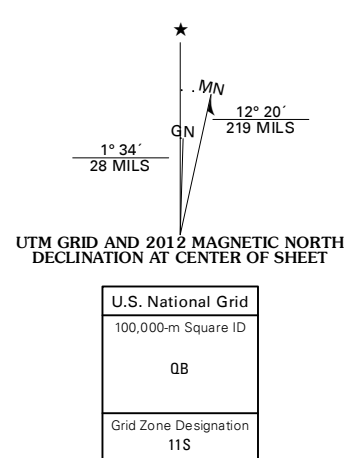 ★
MN
GN
12° 20´
219 MILS
1° 34´
28 MILS
UTM GRID AND 2012 MAGNETIC NORTH
DECLINATION AT CENTER OF SHEET
U.S. National Grid
100,000-m Square ID
QB
Grid Zone Designation
11S